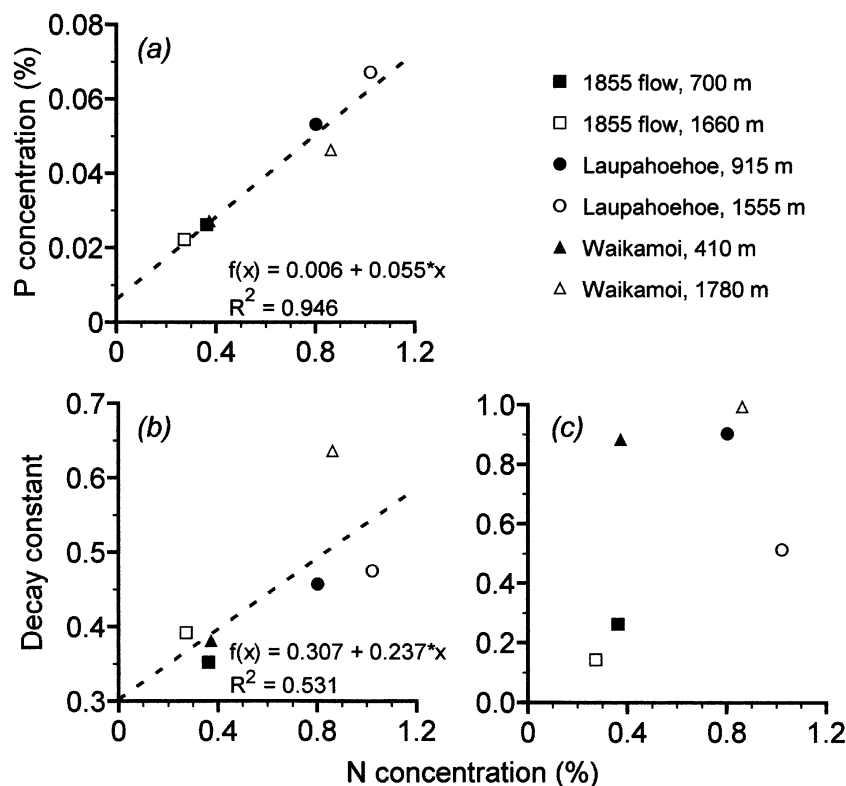 (a)
P concentration (%)
0.08
0.06
0.04
0.02
0
0 0.4 0.8 1.2
f(x) = 0.006 + 0.055*x
R2 = 0.946
1855 flow, 700 m
1855 flow, 1660 m
Laupahoehoe, 915 m
Laupahoehoe, 1555 m
Waikamoi, 410 m
Waikamoi, 1780 m
(b)
Decay constant
0.7
0.6
0.5
0.4
0.3
0 0.4 0.8 1.2
f(x) = 0.307 + 0.237*x
R2 = 0.531
(c)
1.0
0.8
0.6
0.4
0.2
0.0
0 0.4 0.8 1.2
N concentration (%)